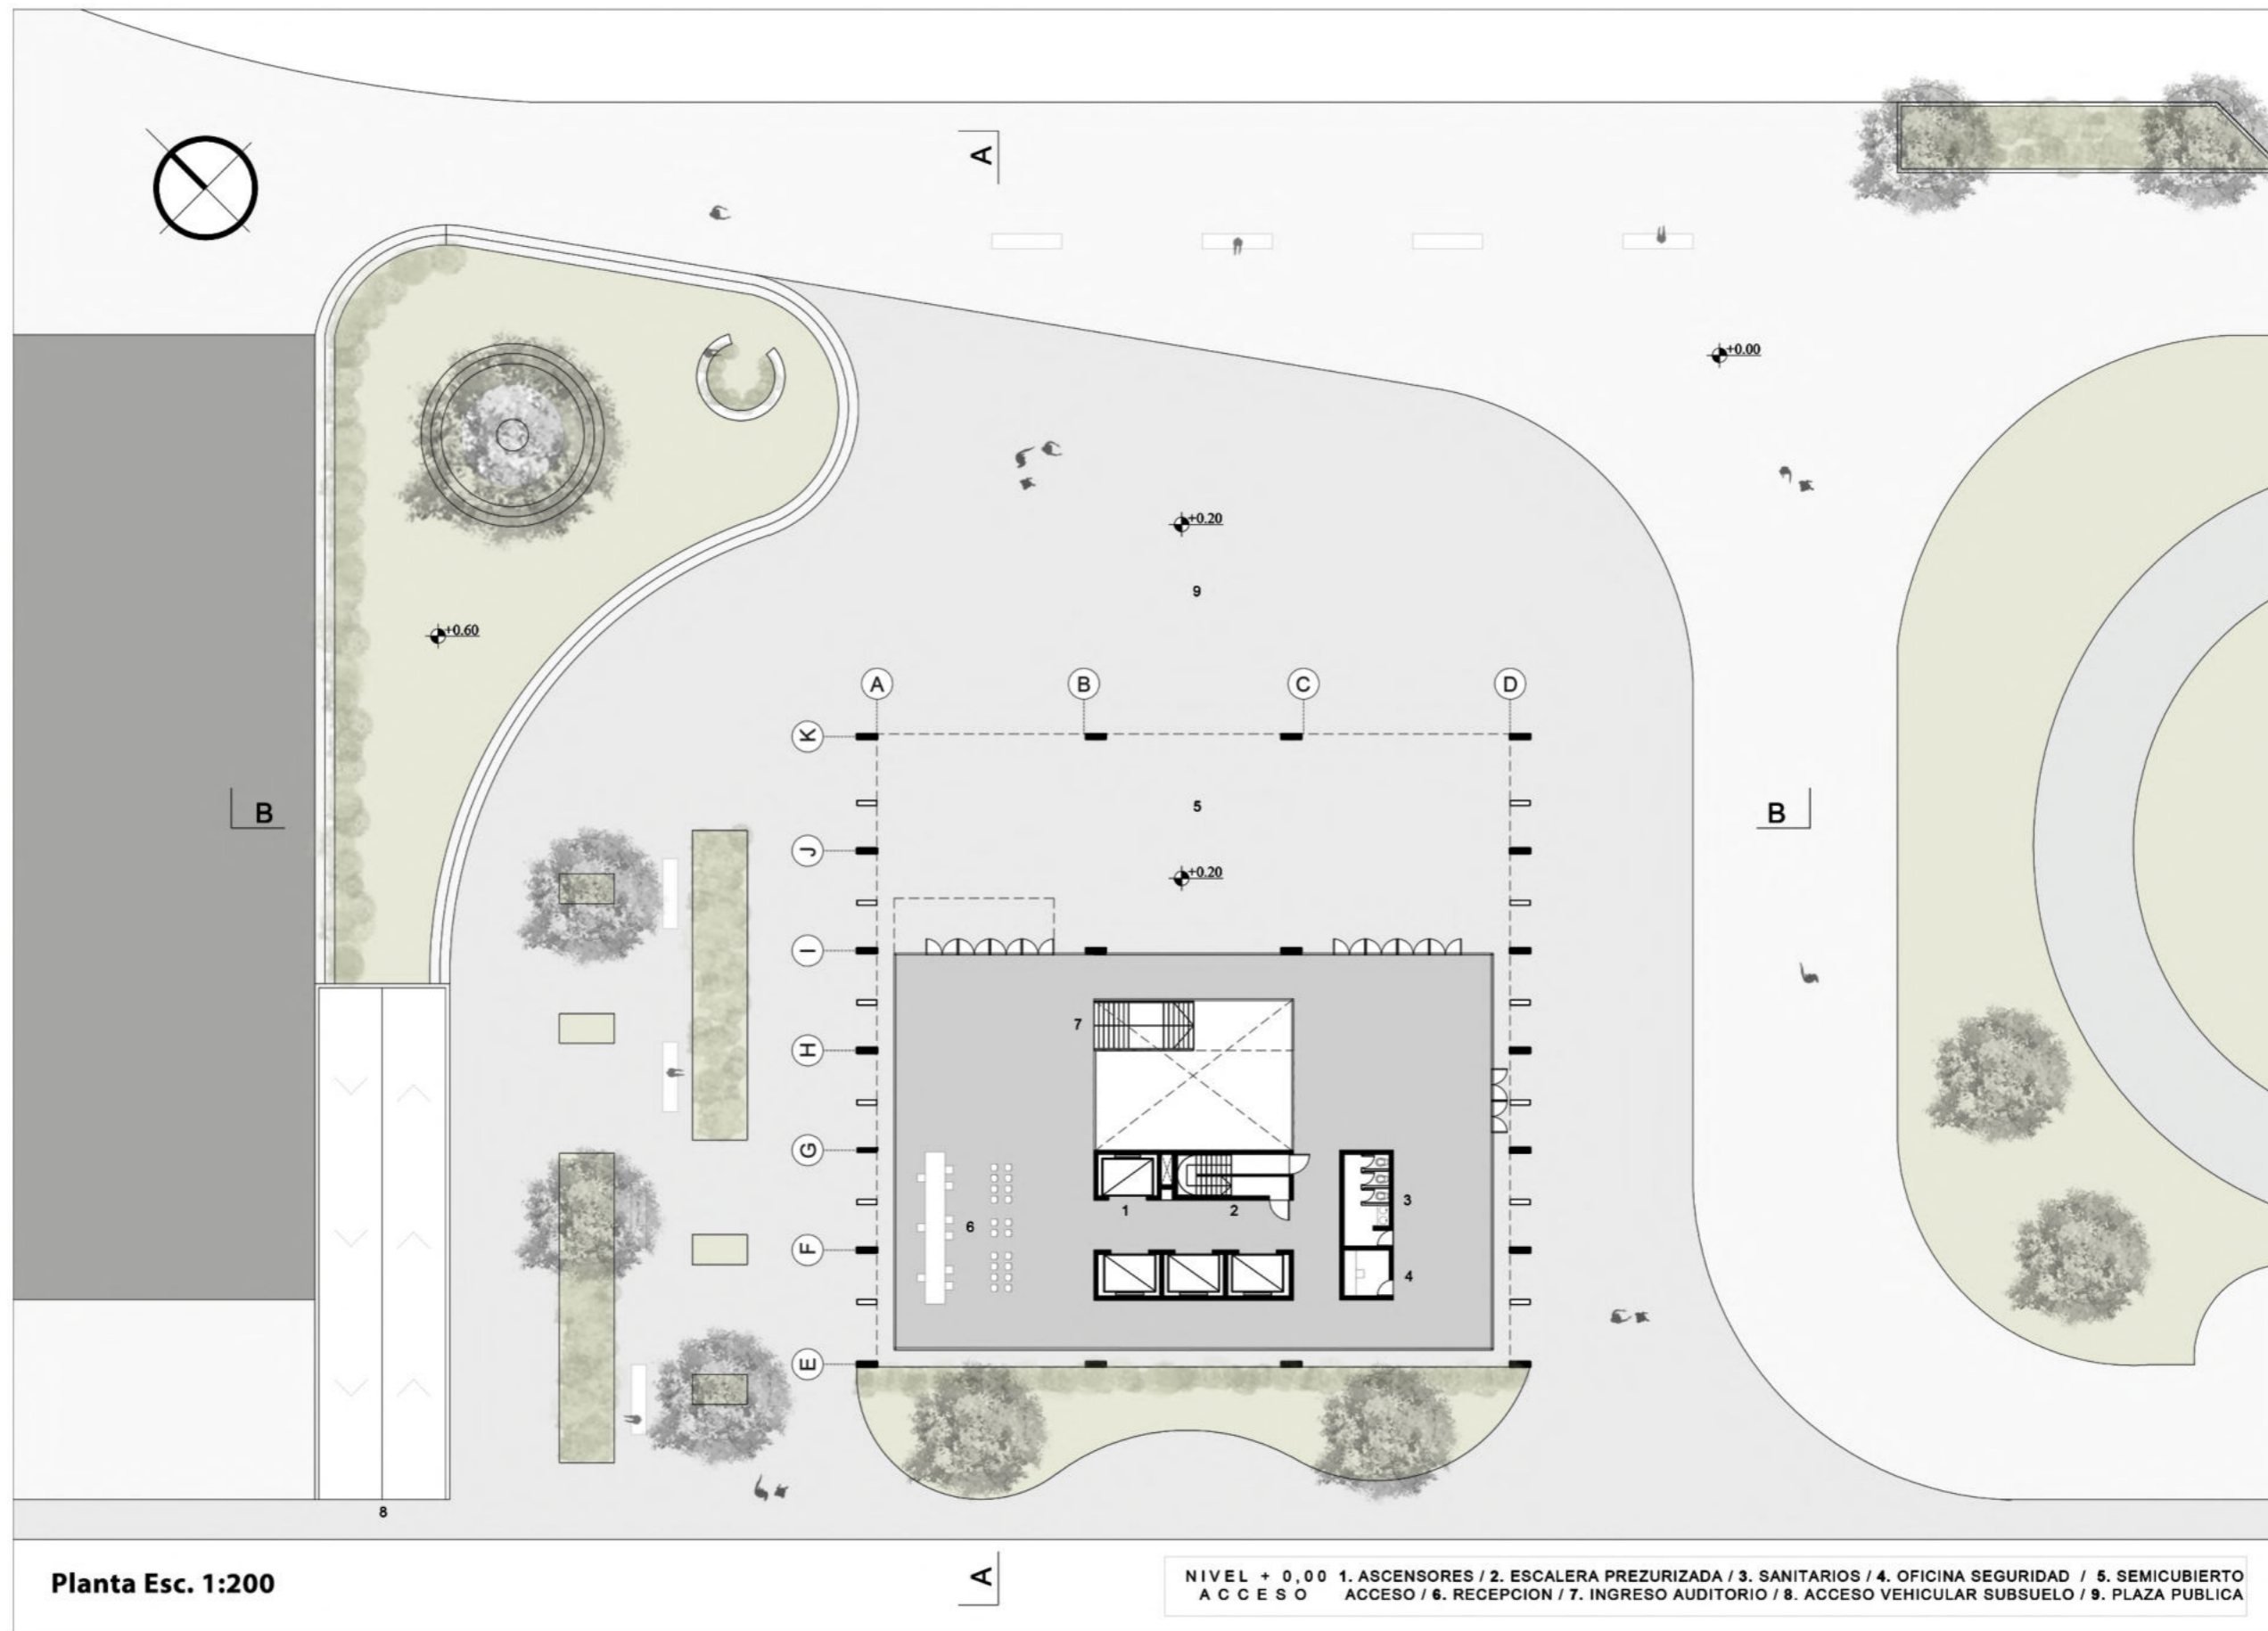 A
+0.00
+0.20
9
+0.60
A B C D
K
B
5
B
J
+0.20
I
7
H
G
3
1 2
6
F
4
E
8
Planta Esc. 1:200
A
NIVEL + 0,00 1. ASCENSORES / 2. ESCALERA PREZURIZADA / 3. SANITARIOS / 4. OFICINA SEGURIDAD / 5. SEMICUBIERTO
ACCESO ACCESO / 6. RECEPCION / 7. INGRESO AUDITORIO / 8. ACCESO VEHICULAR SUBSUELO / 9. PLAZA PUBLICA